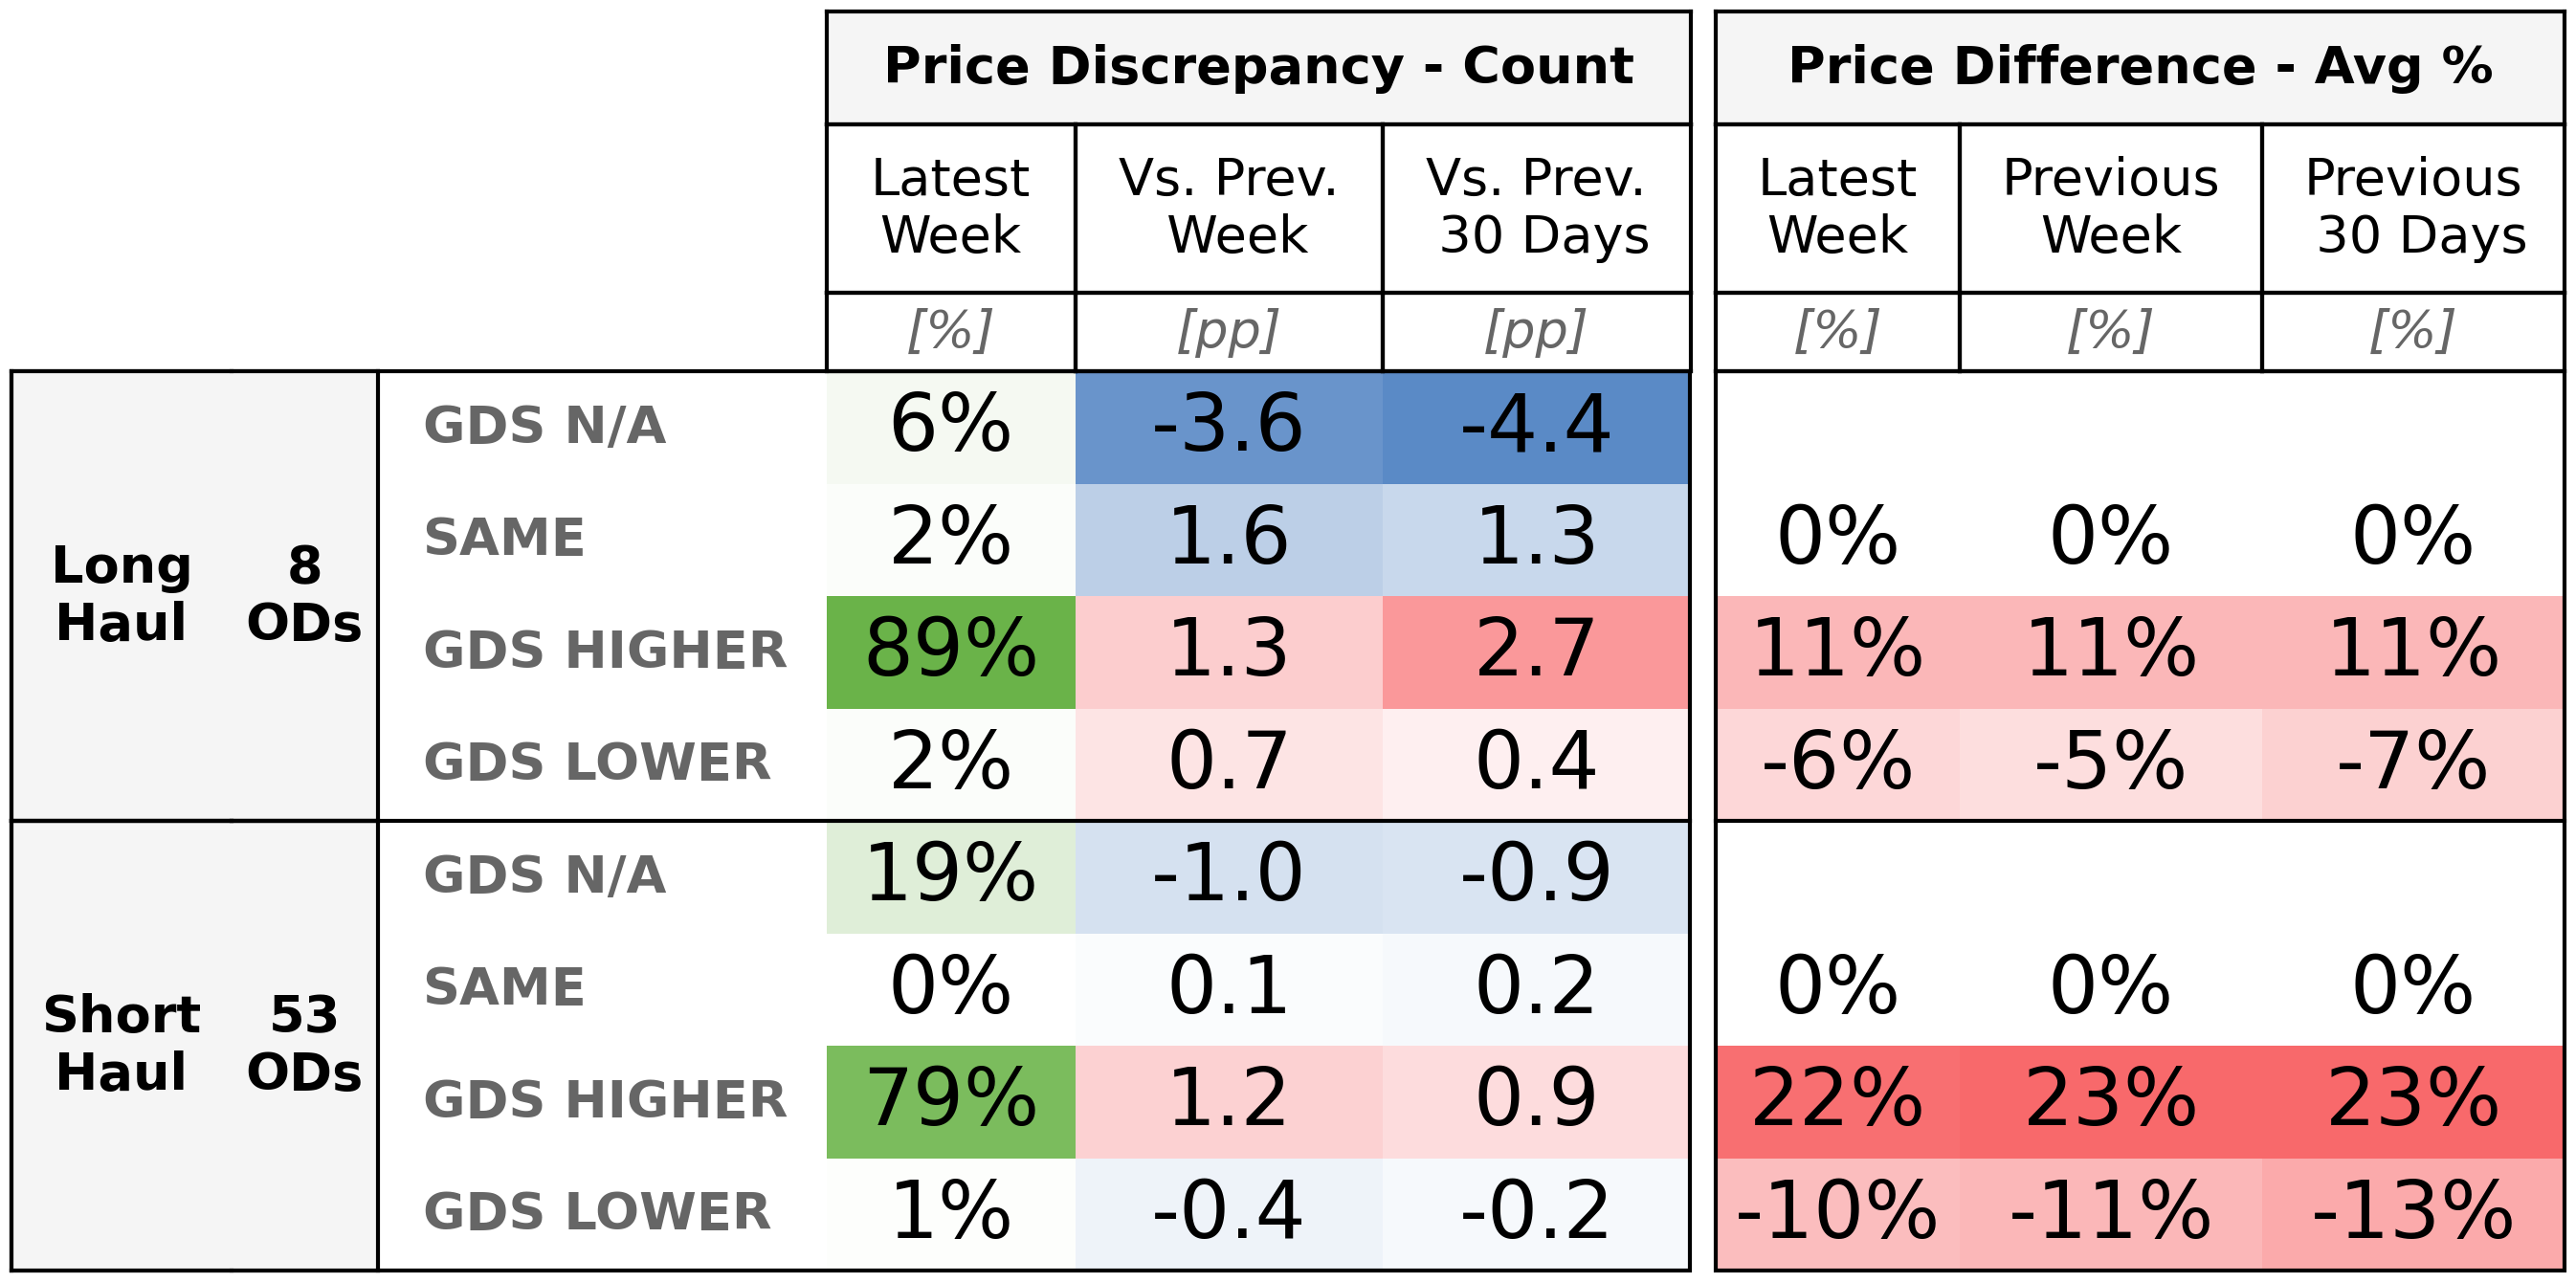 Price Discrepancy - Count Price Difference - Avg %
Latest Week Vs. Prev. Week Vs. Prev. 30 Days Latest Week Previous Week Previous 30 Days
[%] [pp] [pp] [%] [%] [%]
Long Haul 8 ODs
GDS N/A 6% -3.6 -4.4
SAME 2% 1.6 1.3 0% 0% 0%
GDS HIGHER 89% 1.3 2.7 11% 11% 11%
GDS LOWER 2% 0.7 0.4 -6% -5% -7%
Short Haul 53 ODs
GDS N/A 19% -1.0 -0.9
SAME 0% 0.1 0.2 0% 0% 0%
GDS HIGHER 79% 1.2 0.9 22% 23% 23%
GDS LOWER 1% -0.4 -0.2 -10% -11% -13%